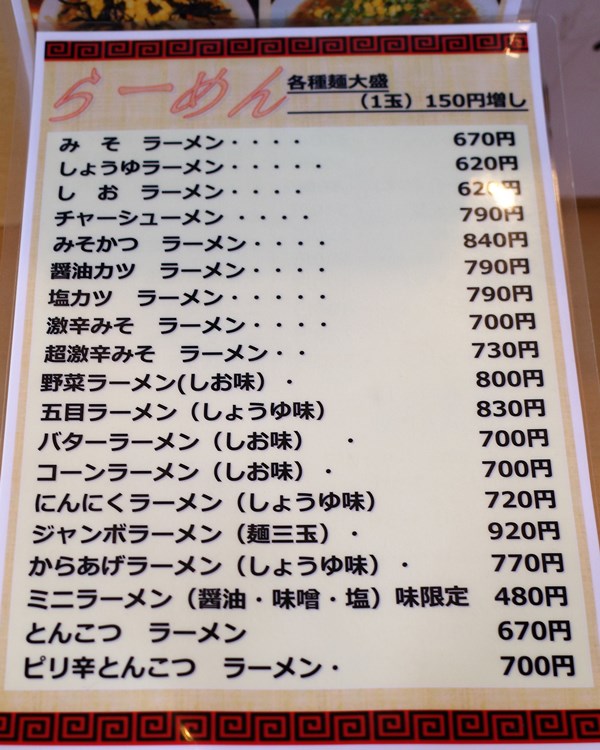 らーめん
各種麺大盛
（1玉）150円増し
み　そ　ラーメン・・・・　670円
しょうゆラーメン・・・・・　620円
し　お　ラーメン・・・・　620円
チャーシューメン ・・・・　790円
みそかつ　ラーメン・・・・　840円
醤油カツ　ラーメン・・・・　790円
塩カツ　ラーメン・・・・・　790円
激辛みそ　ラーメン・・・・　700円
超激辛みそ　ラーメン・・　730円
野菜ラーメン(しお味）・　800円
五目ラーメン（しょうゆ味）　830円
バターラーメン（しお味）　・　700円
コーンラーメン（しお味）・　700円
にんにくラーメン（しょうゆ味）　720円
ジャンボラーメン（麺三玉）・　920円
からあげラーメン（しょうゆ味）・　770円
ミニラーメン（醤油・味噌・塩）味限定　480円
とんこつ　ラーメン　670円
ピリ辛とんこつ　ラーメン・　700円